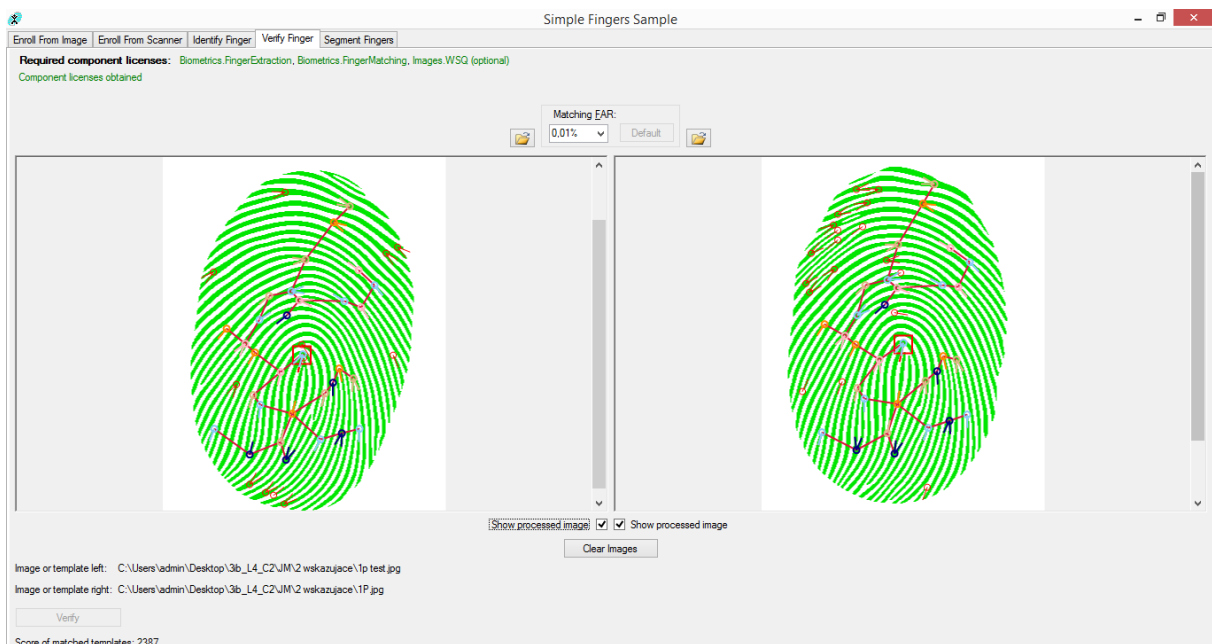 Simple Fingers Sample
Enroll From Image Enroll From Scanner Identify Finger Verify Finger Segment Fingers
Required component licenses: Biometrics.FingerExtraction, Biometrics.FingerMatching, Images.WSQ (optional)
Component licenses obtained
Matching FAR:
0,01% Default
Show processed image Show processed image
Clear Images
Image or template left: C:\Users\admin\Desktop\3ib_L4_C2\JM\2 wskazujace\1p test.jpg
Image or template right: C:\Users\admin\Desktop\3ib_L4_C2\JM\2 wskazujace\1P.jpg
Verify
Score of matched templates: 2387